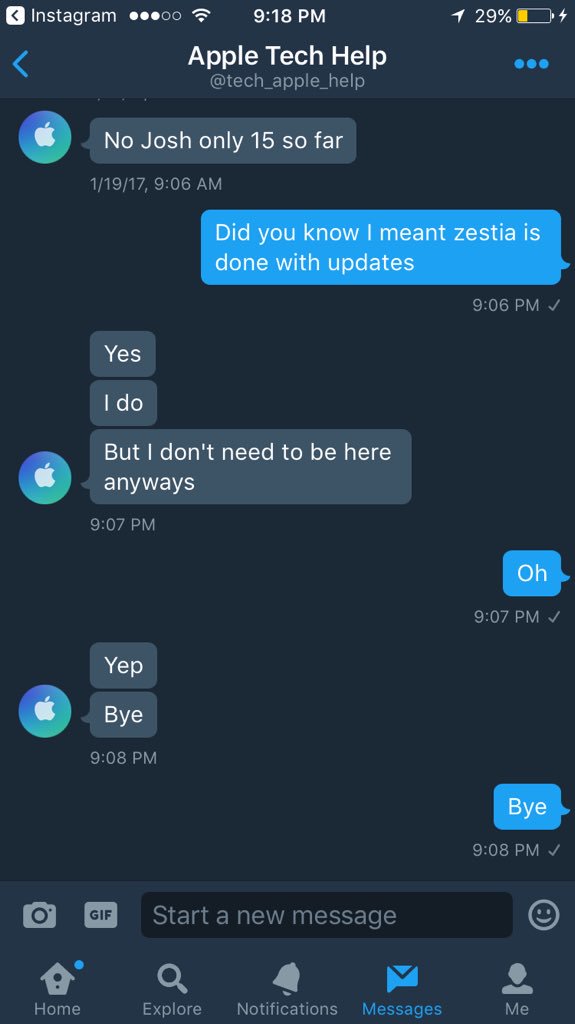 Instagram 9:18 PM 29%
Apple Tech Help
@tech_apple_help
No Josh only 15 so far
1/19/17, 9:06 AM
Did you know I meant zestia is
done with updates
9:06 PM ✓
Yes
I do
But I don't need to be here
anyways
9:07 PM
Oh
9:07 PM ✓
Yep
Bye
9:08 PM
Bye
9:08 PM ✓
GIF Start a new message
Home Explore Notifications Messages Me